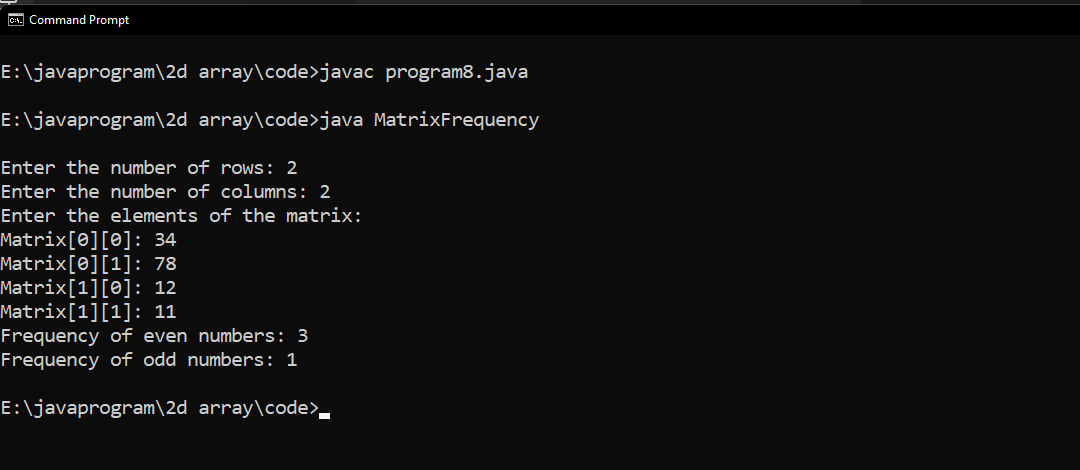 Command Prompt
E:\javaprogram\2d array\code>javac program8.java
E:\javaprogram\2d array\code>java MatrixFrequency
Enter the number of rows: 2
Enter the number of columns: 2
Enter the elements of the matrix:
Matrix[0][0]: 34
Matrix[0][1]: 78
Matrix[1][0]: 12
Matrix[1][1]: 11
Frequency of even numbers: 3
Frequency of odd numbers: 1
E:\javaprogram\2d array\code>